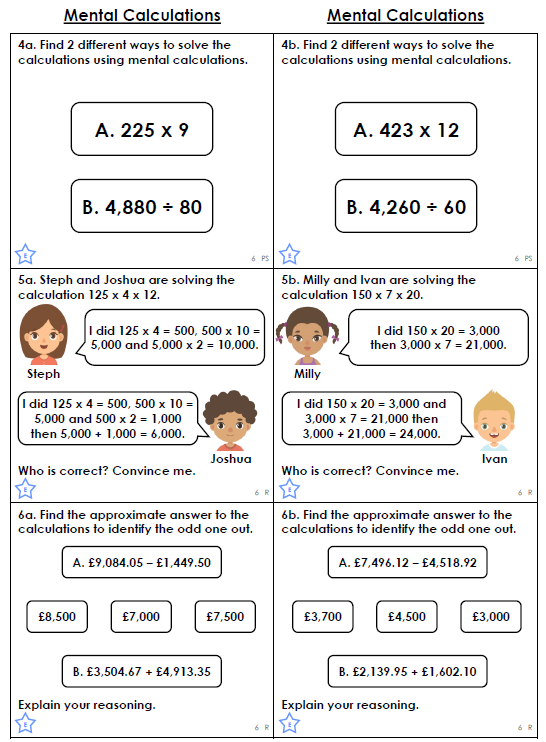 Mental Calculations
4a. Find 2 different ways to solve the
calculations using mental calculations.
A. 225 x 9
B. 4,880 ÷ 80
E
6 PS
5a. Steph and Joshua are solving the
calculation 125 x 4 x 12.
I did 125 x 4 = 500, 500 x 10 =
5,000 and 5,000 x 2 = 10,000.
Steph
I did 125 x 4 = 500, 500 x 10 =
5,000 and 500 x 2 = 1,000
then 5,000 + 1,000 = 6,000.
Joshua
Who is correct? Convince me.
E
6 R
6a. Find the approximate answer to the
calculations to identify the odd one out.
A. £9,084.05 – £1,449.50
£8,500
£7,000
£7,500
B. £3,504.67 + £4,913.35
Explain your reasoning.
E
6 R
Mental Calculations
4b. Find 2 different ways to solve the
calculations using mental calculations.
A. 423 x 12
B. 4,260 ÷ 60
E
6 PS
5b. Milly and Ivan are solving the
calculation 150 x 7 x 20.
I did 150 x 20 = 3,000
then 3,000 x 7 = 21,000.
Milly
I did 150 x 20 = 3,000 and
3,000 x 7 = 21,000 then
3,000 + 21,000 = 24,000.
Ivan
Who is correct? Convince me.
E
6 R
6b. Find the approximate answer to the
calculations to identify the odd one out.
A. £7,496.12 – £4,518.92
£3,700
£4,500
£3,000
B. £2,139.95 + £1,602.10
Explain your reasoning.
E
6 R